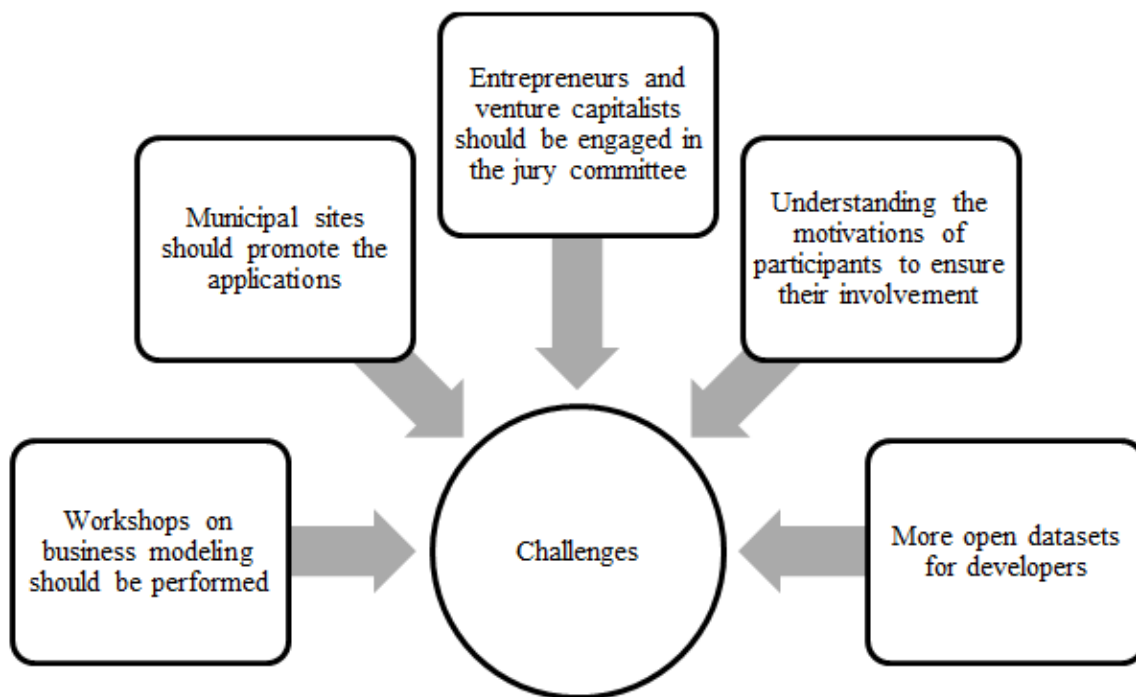 Entrepreneurs and
venture capitalists
should be engaged in
the jury committee
Municipal sites
should promote the
applications
Understanding the
motivations of
participants to ensure
their involvement
Workshops on
business modeling
should be performed
Challenges
More open datasets
for developers